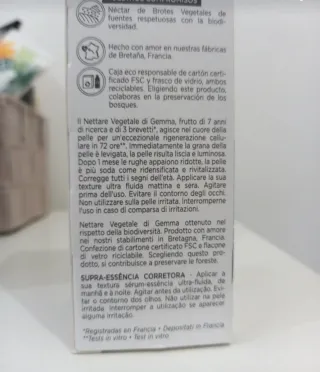 Néctar de Brotes Vegetales de
fuentes respetuosas con la biodi-
versidad.
Hecho con amor en nuestras fábricas
de Bretaña, Francia.
Caja eco responsable de cartón certifi-
cado FSC y frasco de vidrio, ambos
reciclables. Eligiendo este producto,
colaboras en la preservación de los
bosques.
Il Nettare Vegetale di Gemma, frutto di 7 anni
di ricerca e di 3 brevetti*, agisce nel cuore della
pelle per un'eccezionale rigenerazione cellu-
lare in 72 ore**. Immediatamente la grana della
pelle è levigata, la pelle risulta liscia e luminosa.
Dopo 1 mese le rughe appaiono ridotte, la pelle
è più soda come ridensificata e rivitalizzata.
Corregge tutti i segni dell'età. Applicare la sua
texture ultra fluida mattina e sera. Agitare
prima dell'uso. Evitare il contorno degli occhi.
Non utilizzare sulla pelle irritata. Interromperne
l'uso in caso di comparsa di irritazioni.
Nettare Vegetale di Gemma ottenuto nel
rispetto della biodiversità. Prodotto con amore
nei nostri stabilimenti in Bretagna, Francia.
Confezione di cartone certificato FSC e flacone
di vetro riciclabile. Scegliendo questo pro-
dotto, si contribuisce a preservare le foreste.
SUPRA-ESSÊNCIA CORRETORA - Aplicar a
sua textura sérum-essência ultra-fluida, de
manhã e à noite. Agitar antes da utilização. Evi-
tar o contorno dos olhos. Não utilizar na pele
irritada. Interromper a utilização se aparecer
alguma irritação.
*Registradas en Francia • Depositati in Francia.
**Tests in vitro • Test in vitro.